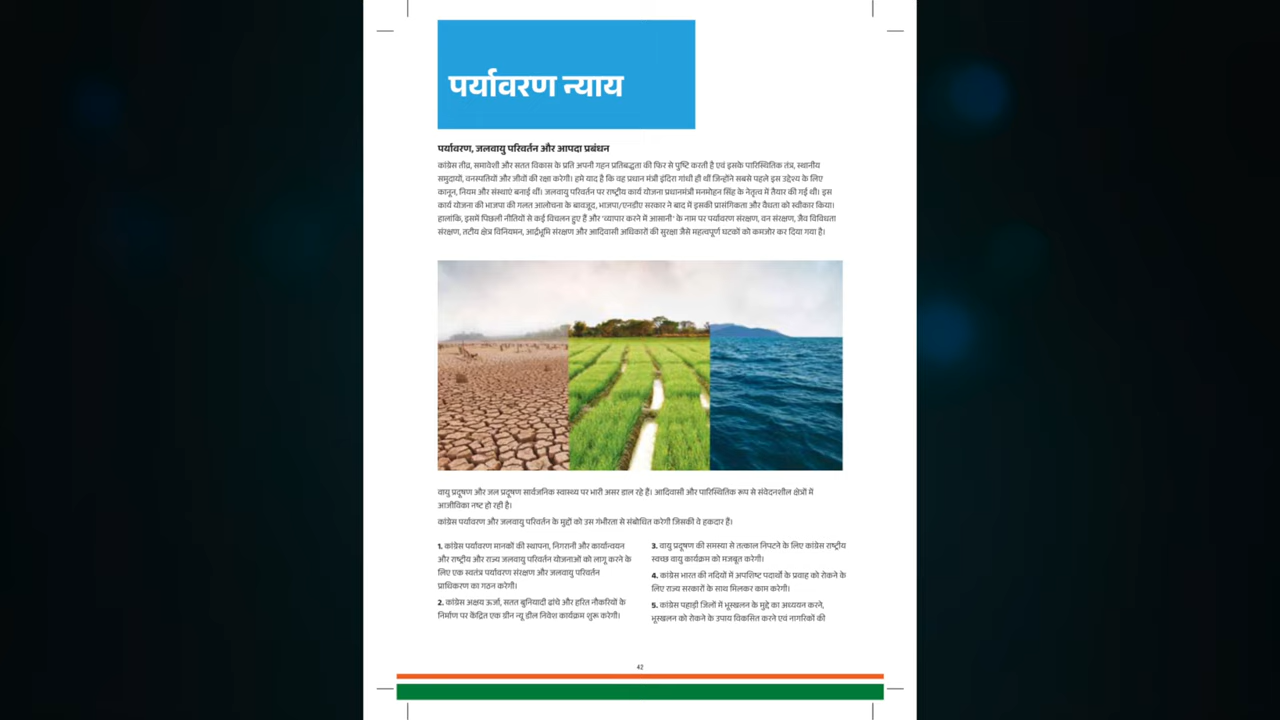 पर्यावरण न्याय
पर्यावरण, जलवायु परिवर्तन और आपदा प्रबंधन
कांग्रेस तीव्र, समावेशी और सतत विकास के प्रति अपनी गहन प्रतिबद्धता की फिर से पुष्टि करती है एवं इसके पारिस्थितिक तंत्र, स्थानीय
समुदायों, वनस्पतियों और जीवों की रक्षा करेगी। हमे याद है कि वह प्रधान मंत्री इंदिरा गांधी ही थीं जिन्होंने सबसे पहले इस उद्देश्य के लिए
कानून, नियम और संस्थाएं बनाई थीं। जलवायु परिवर्तन पर राष्ट्रीय कार्य योजना प्रधानमंत्री मनमोहन सिंह के नेतृत्व में तैयार की गई थी। इस
कार्य योजना की भाजपा की गलत आलोचना के बावजूद, भाजपा/एनडीए सरकार ने बाद में इसकी प्रासंगिकता और वैधता को स्वीकार किया।
हालांकि, इसमें पिछली नीतियों से कई विचलन हुए हैं और 'व्यापार करने में आसानी' के नाम पर पर्यावरण संरक्षण, वन संरक्षण, जैव विविधता
संरक्षण, तटीय क्षेत्र विनियमन, आर्द्रभूमि संरक्षण और आदिवासी अधिकारों की सुरक्षा जैसे महत्वपूर्ण घटकों को कमजोर कर दिया गया है।
वायु प्रदूषण और जल प्रदूषण सार्वजनिक स्वास्थ्य पर भारी असर डाल रहे हैं। आदिवासी और पारिस्थितिक रूप से संवेदनशील क्षेत्रों में
आजीविका नष्ट हो रही है।
कांग्रेस पर्यावरण और जलवायु परिवर्तन के मुद्दों को उस गंभीरता से संबोधित करेगी जिसकी वे हकदार हैं।
1. कांग्रेस पर्यावरण मानकों की स्थापना, निगरानी और कार्यान्वयन
और राष्ट्रीय और राज्य जलवायु परिवर्तन योजनाओं को लागू करने के
लिए एक स्वतंत्र पर्यावरण संरक्षण और जलवायु परिवर्तन
प्राधिकरण का गठन करेगी।
2. कांग्रेस अक्षय ऊर्जा, सतत बुनियादी ढांचे और हरित नौकरियों के
निर्माण पर केंद्रित एक ग्रीन न्यू डील निवेश कार्यक्रम शुरू करेगी।
3. वायु प्रदूषण की समस्या से तत्काल निपटने के लिए कांग्रेस राष्ट्रीय
स्वच्छ वायु कार्यक्रम को मजबूत करेगी।
4. कांग्रेस भारत की नदियों में अपशिष्ट पदार्थों के प्रवाह को रोकने के
लिए राज्य सरकारों के साथ मिलकर काम करेगी।
5. कांग्रेस पहाड़ी जिलों में भूस्खलन के मुद्दे का अध्ययन करने,
भूस्खलन को रोकने के उपाय विकसित करने एवं नागरिकों की
42